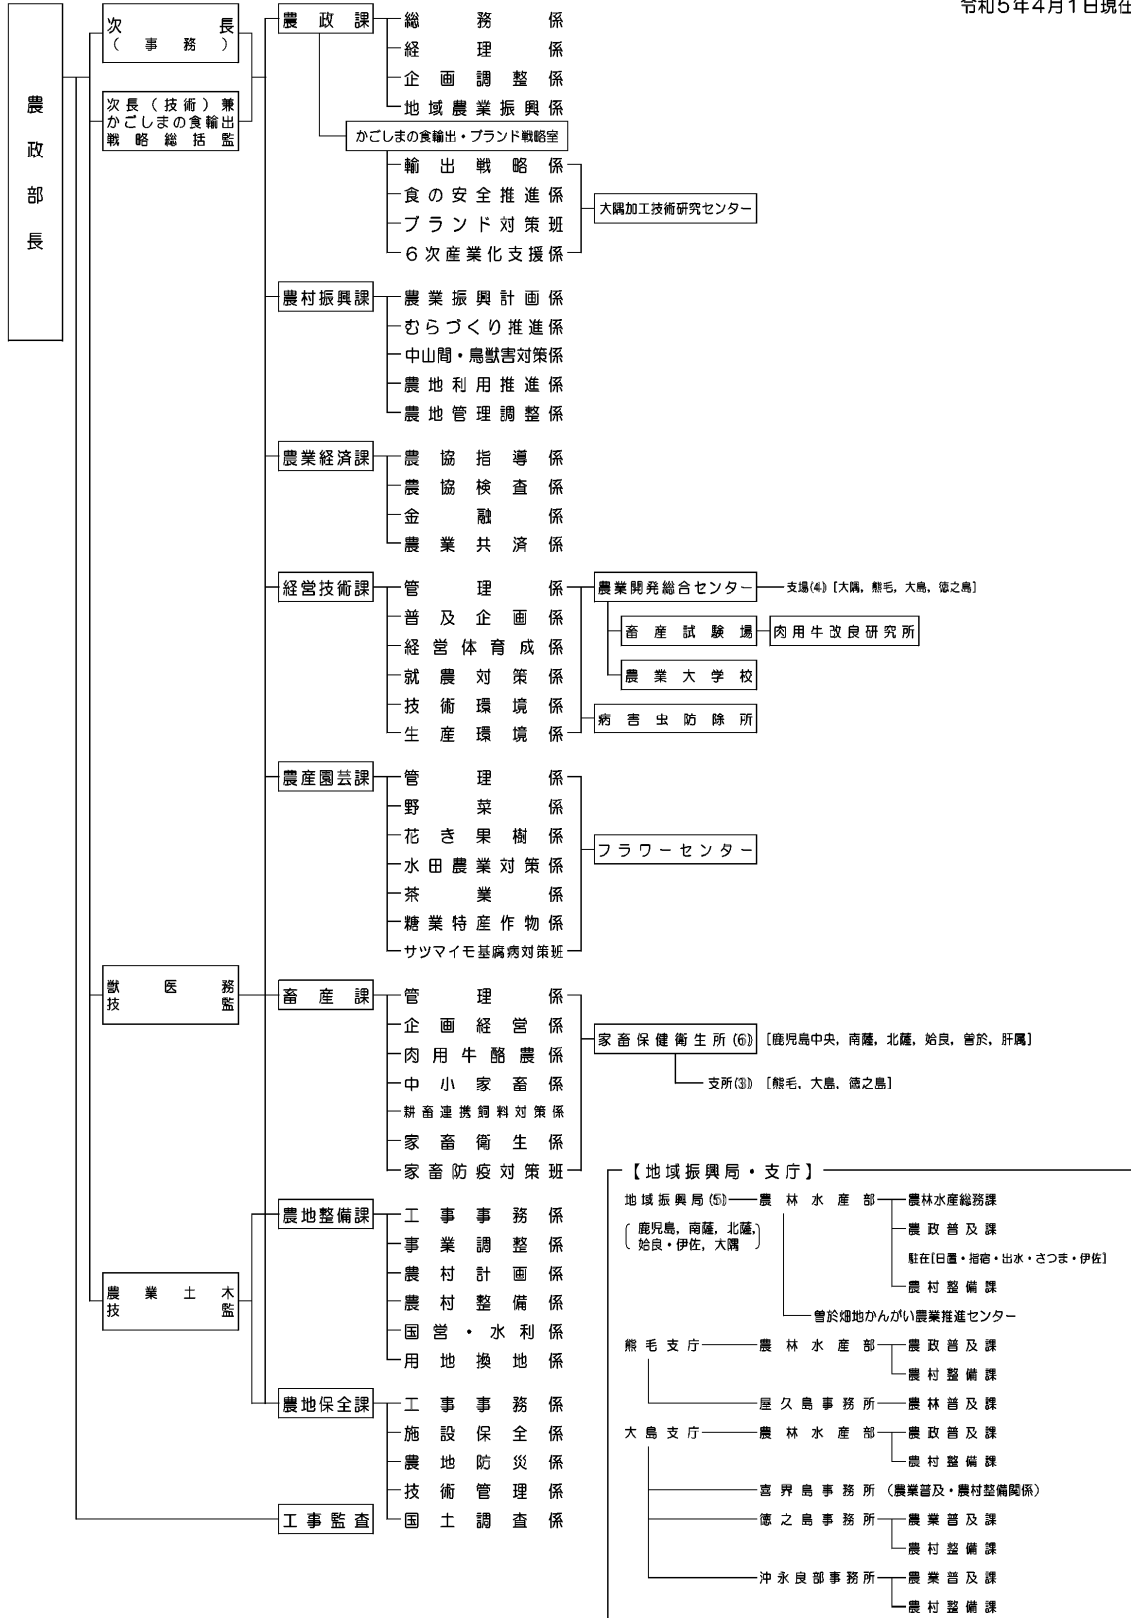 令和5年4月1日現在
農政部長
次長
（事務）
次長（技術）兼
かごしまの食輸出
戦略総括監
農政課
総務係
経理係
企画調整係
地域農業振興係
かごしまの食輸出・ブランド戦略室
輸出戦略係
食の安全推進係
ブランド対策班
6次産業化支援係
大隅加工技術研究センター
農村振興課
農業振興計画係
むらづくり推進係
中山間・鳥獣害対策係
農地利用推進係
農地管理調整係
農業経済課
農協指導係
農協検査係
金融係
農業共済係
経営技術課
管理係
普及企画係
経営体育成係
就農対策係
技術環境係
生産環境係
農業開発総合センター
支場(4)［大隅，熊毛，大島，徳之島］
畜産試験場
肉用牛改良研究所
農業大学校
病害虫防除所
農産園芸課
管理係
野菜係
花き果樹係
水田農業対策係
茶業係
糖業特産作物係
サツマイモ基腐病対策班
フラワーセンター
獣医務
技監
畜産課
管理係
企画経営係
肉用牛酪農係
中小家畜係
耕畜連携飼料対策係
家畜衛生係
家畜防疫対策班
家畜保健衛生所(6)
［鹿児島中央，南薩，北薩，姶良，曽於，肝属］
支所(3)
［熊毛，大島，徳之島］
農業土木
技監
農地整備課
工事事務係
事業調整係
農村計画係
農村整備係
国営・水利係
用地換地係
農地保全課
工事事務係
施設保全係
農地防災係
技術管理係
国土調査係
工事監査
【地域振興局・支庁】
地域振興局(5)
（鹿児島，南薩，北薩，
姶良・伊佐，大隅）
農林水産部
農林水産総務課
農政普及課
駐在[日置・指宿・出水・さつま・伊佐]
農村整備課
曽於畑地かんがい農業推進センター
熊毛支庁
農林水産部
農政普及課
農村整備課
屋久島事務所
農林普及課
大島支庁
農林水産部
農政普及課
農村整備課
喜界島事務所
（農業普及・農村整備関係）
徳之島事務所
農業普及課
農村整備課
沖永良部事務所
農業普及課
農村整備課